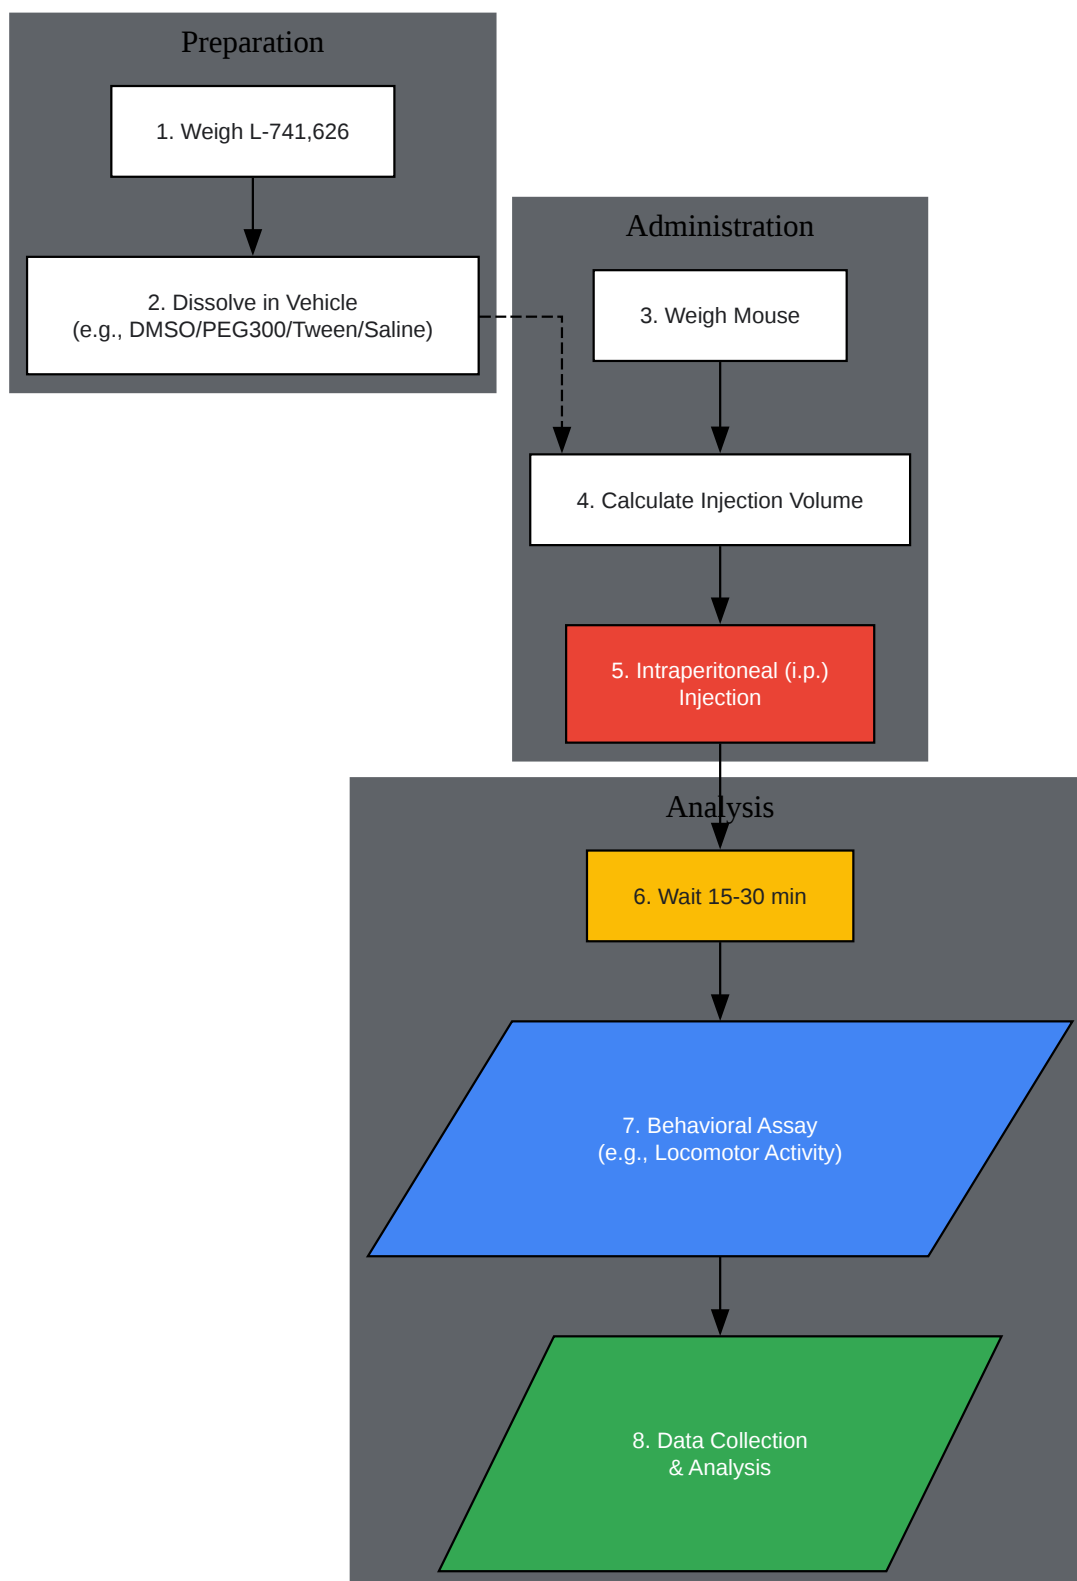 Preparation
1. Weigh L-741,626
2. Dissolve in Vehicle
(e.g., DMSO/PEG300/Tween/Saline)
Administration
3. Weigh Mouse
4. Calculate Injection Volume
5. Intraperitoneal (i.p.)
Injection
Analysis
6. Wait 15-30 min
7. Behavioral Assay
(e.g., Locomotor Activity)
8. Data Collection
& Analysis